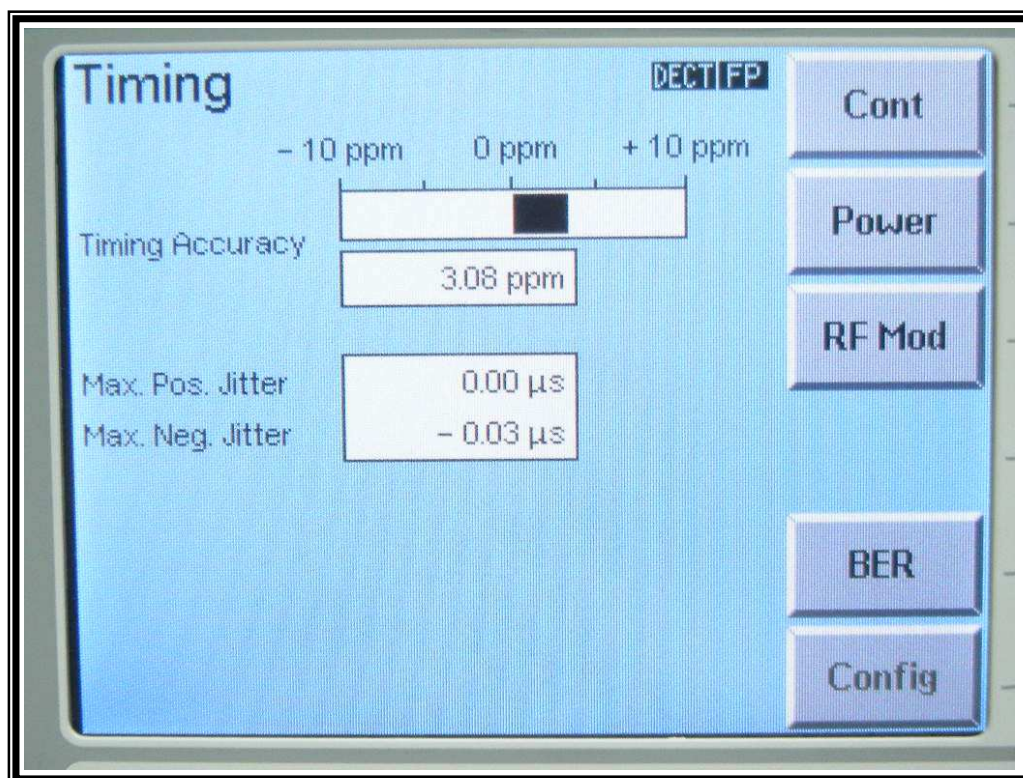 Timing
DECT FP
– 10 ppm 0 ppm + 10 ppm
Timing Accuracy
3.08 ppm
Max. Pos. Jitter 0.00 µs
Max. Neg. Jitter – 0.03 µs
Cont
Power
RF Mod
BER
Config